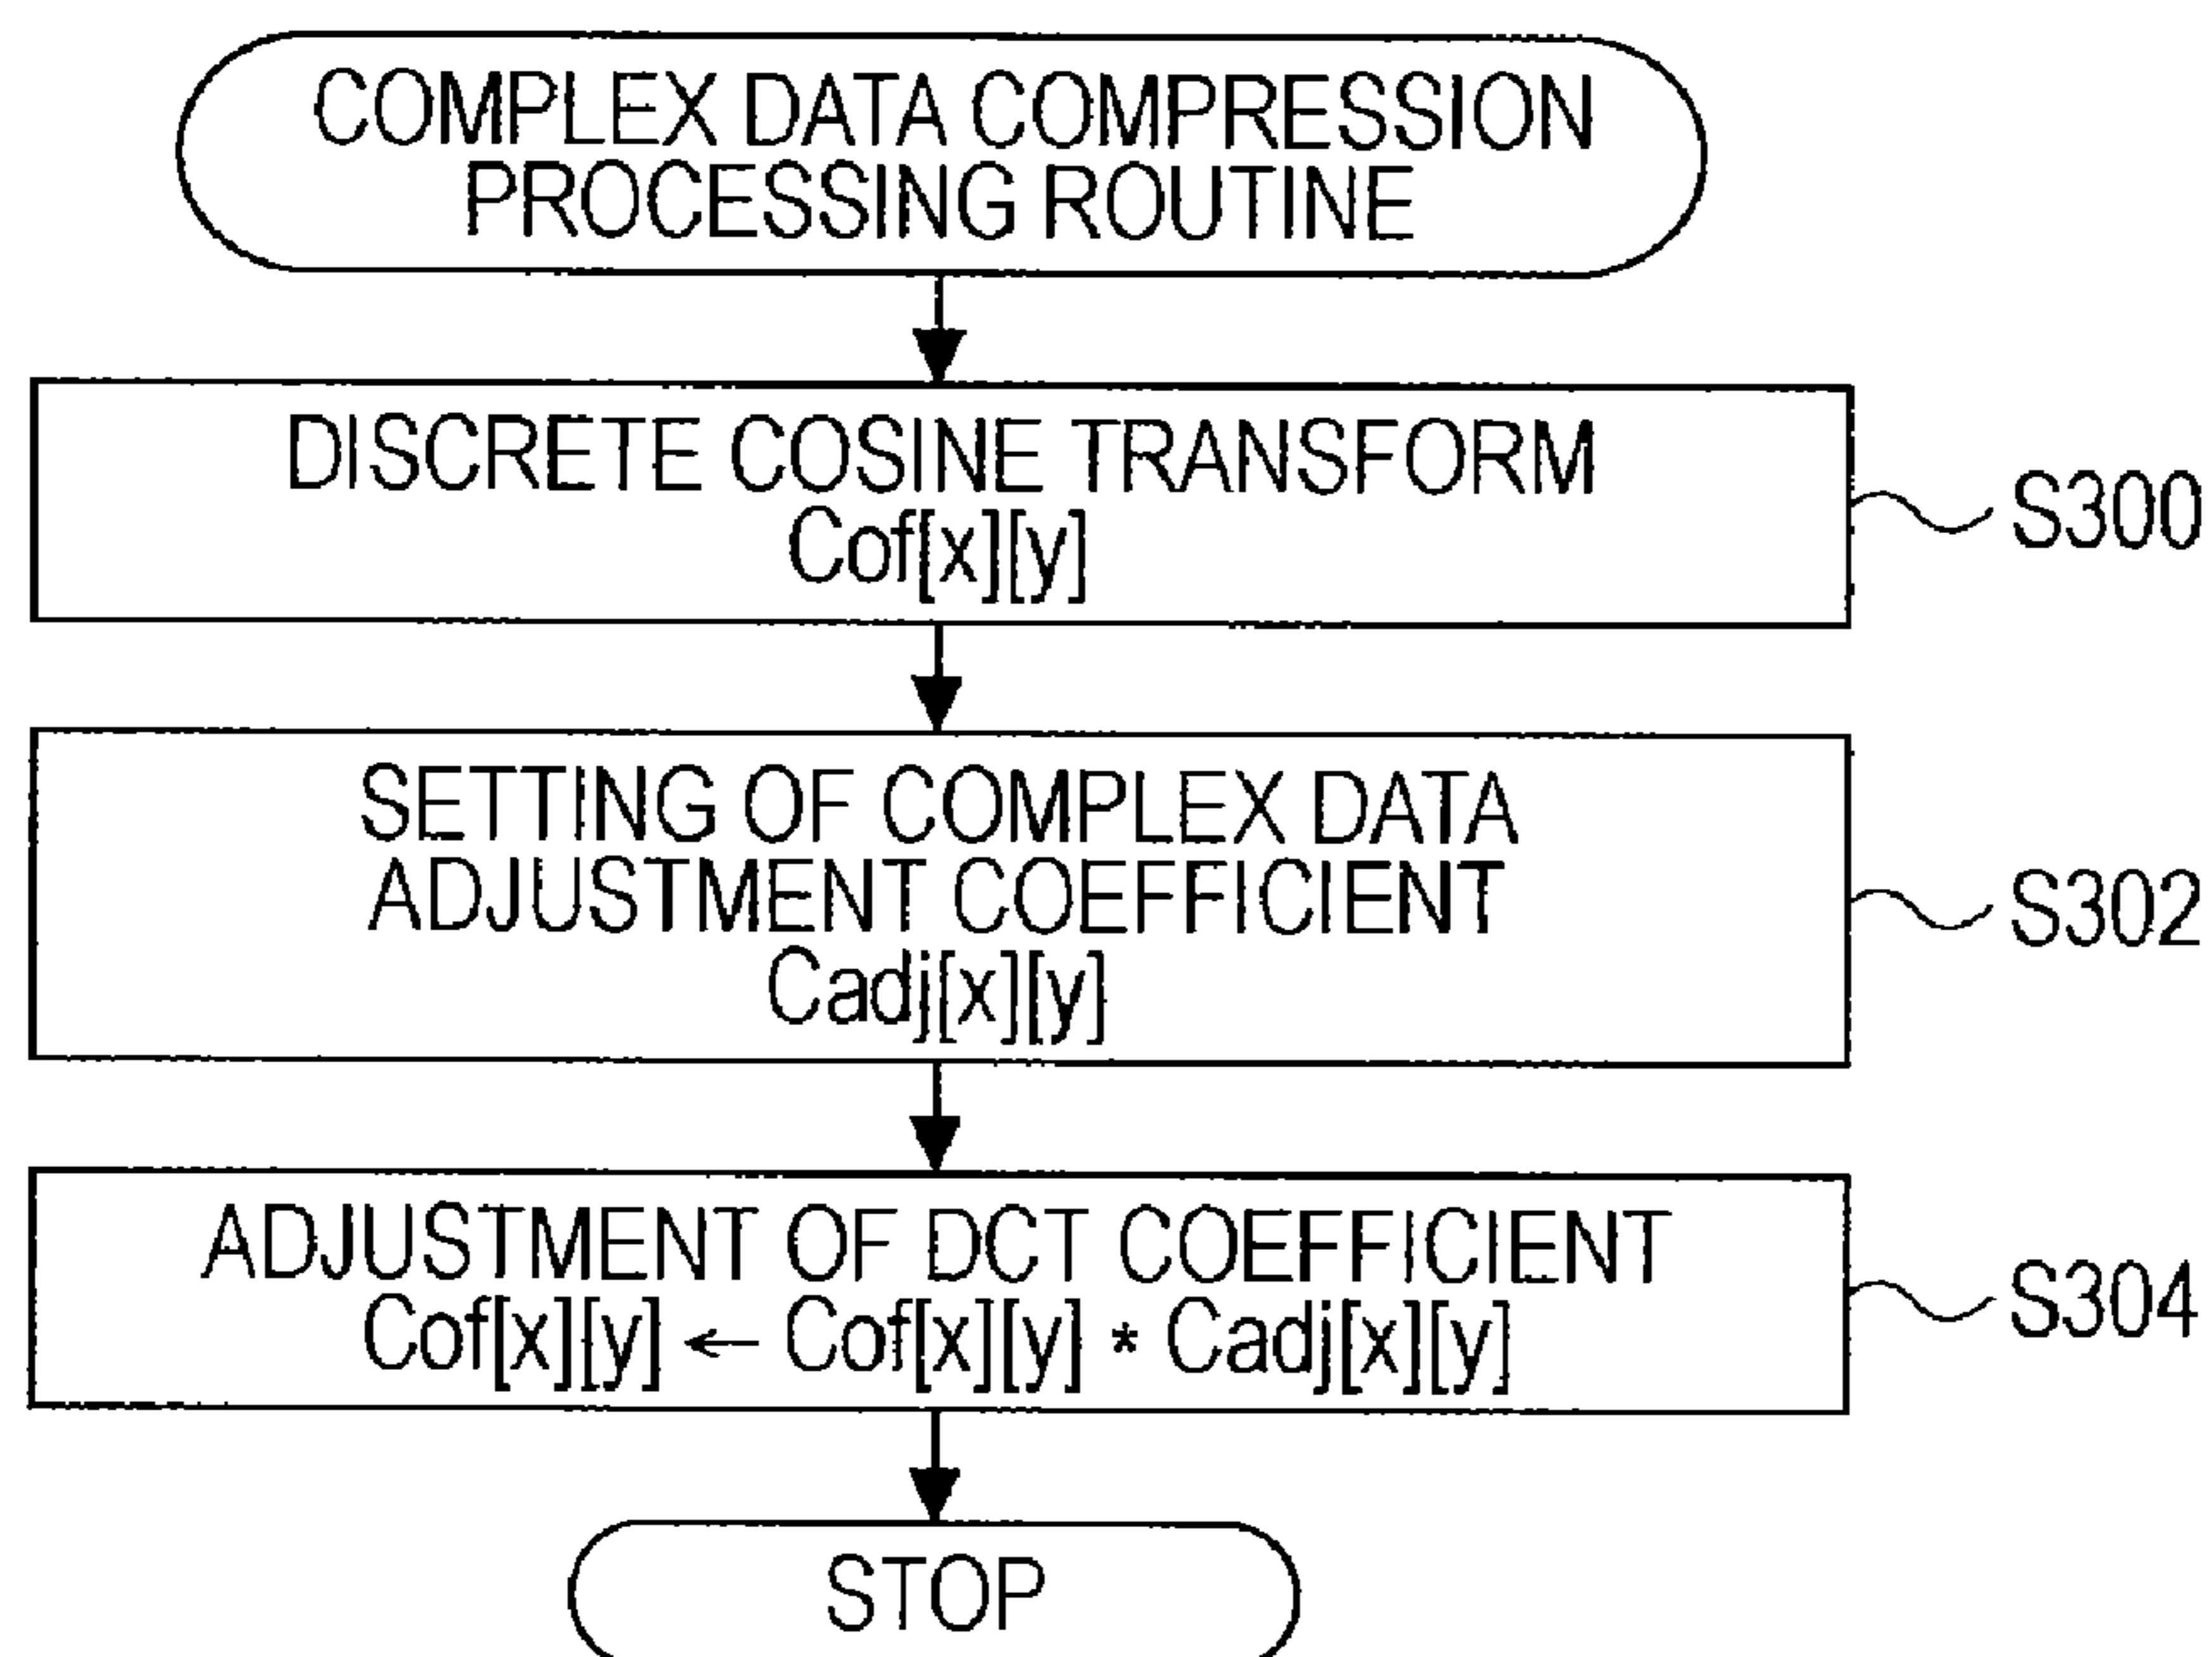 COMPLEX DATA COMPRESSION
PROCESSING ROUTINE
DISCRETE COSINE TRANSFORM
Cof[x][y]
S300
SETTING OF COMPLEX DATA
ADJUSTMENT COEFFICIENT
Cadj[x][y]
S302
ADJUSTMENT OF DCT COEFFICIENT
Cof[x][y] ← Cof[x][y] * Cadj[x][y]
S304
STOP